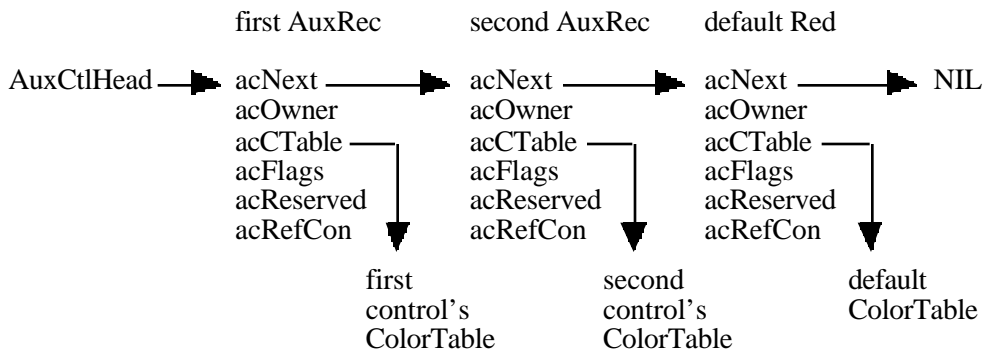 first AuxRec second AuxRec default Red
AuxCtlHead acNext acNext acNext NIL
acOwner acOwner acOwner
acCTable acCTable acCTable
acFlags acFlags acFlags
acReserved acReserved acReserved
acRefCon acRefCon acRefCon
first second default
control's control's ColorTable
ColorTable ColorTable